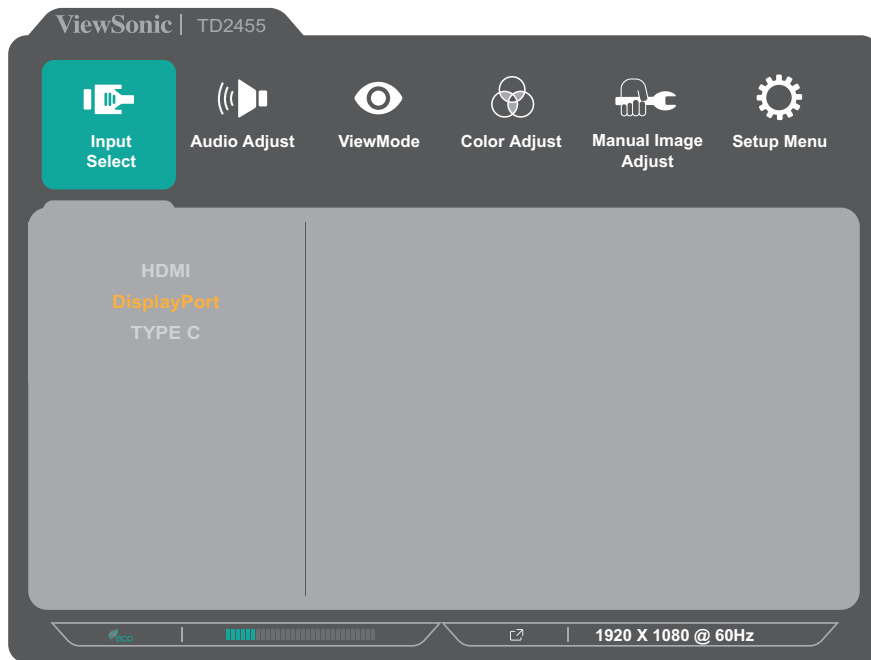 ViewSonic | TD2455
Input
Select
Audio Adjust
ViewMode
Color Adjust
Manual Image
Adjust
Setup Menu
HDMI
DisplayPort
TYPE C
eco
1920 X 1080 @ 60Hz